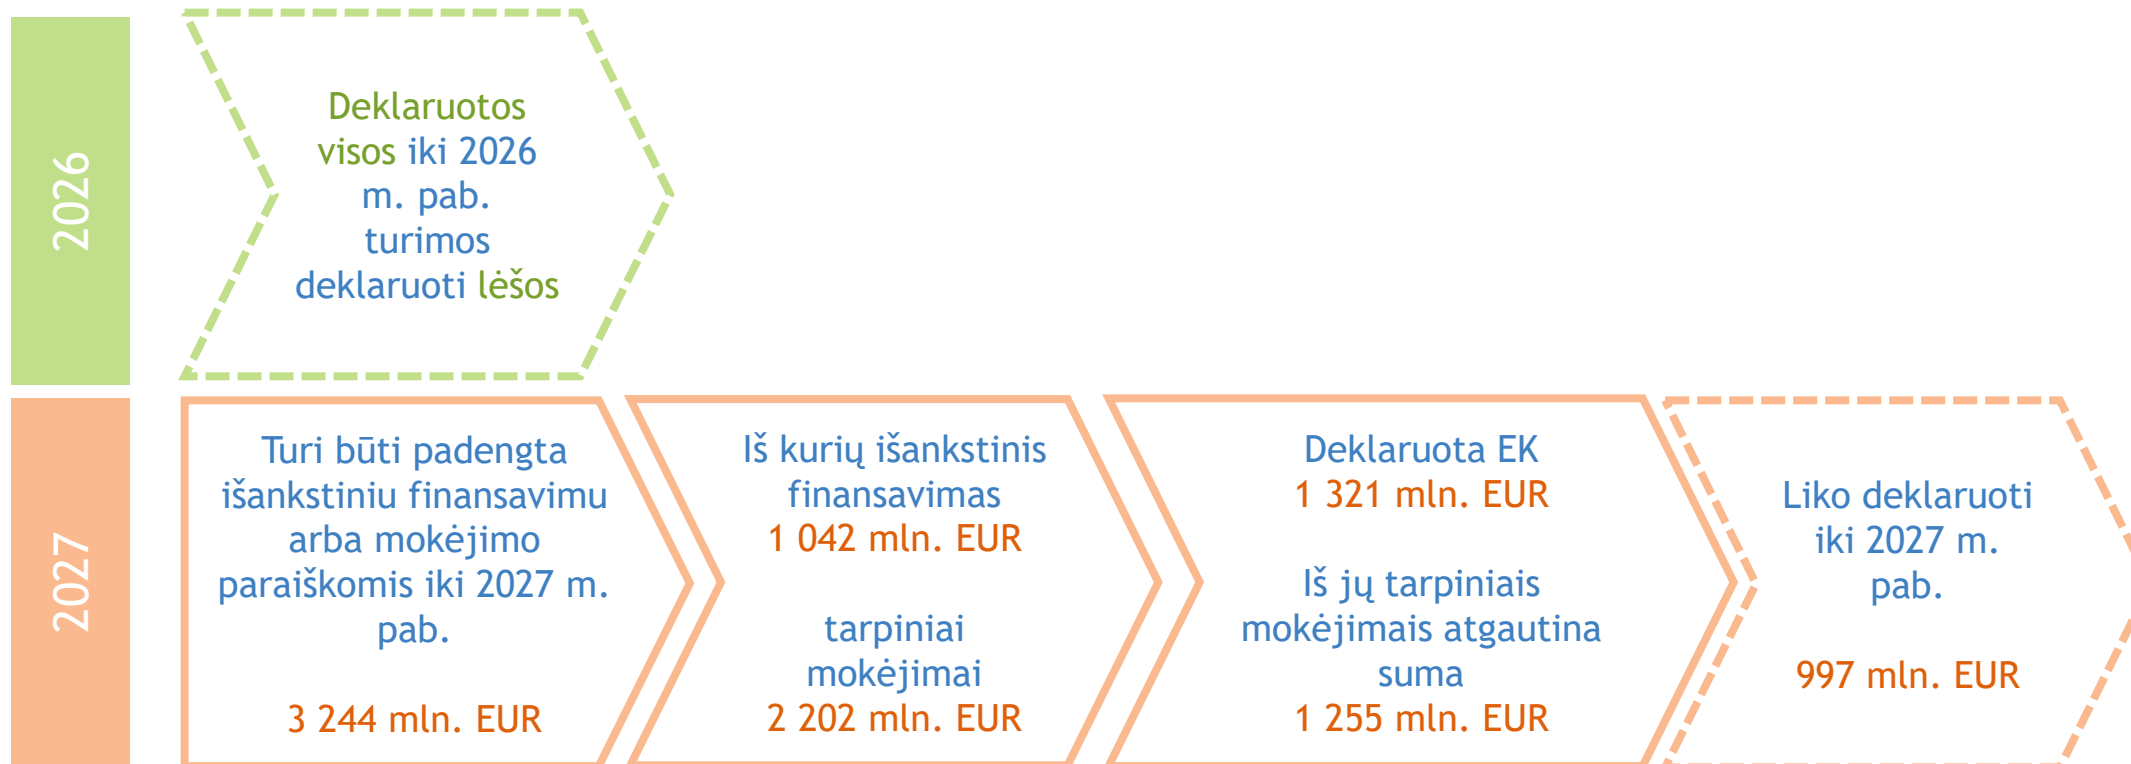 2026
Deklaruotos
visos iki 2026
m. pab.
turimos
deklaruoti lėšos
2027
Turi būti padengta
išankstiniu finansavimu
arba mokėjimo
paraiškomis iki 2027 m.
pab.
3 244 mln. EUR
Iš kurių išankstinis
finansavimas
1 042 mln. EUR
tarpiniai
mokėjimai
2 202 mln. EUR
Deklaruota EK
1 321 mln. EUR
Iš jų tarpiniais
mokėjimais atgautina
suma
1 255 mln. EUR
Liko deklaruoti
iki 2027 m.
pab.
997 mln. EUR